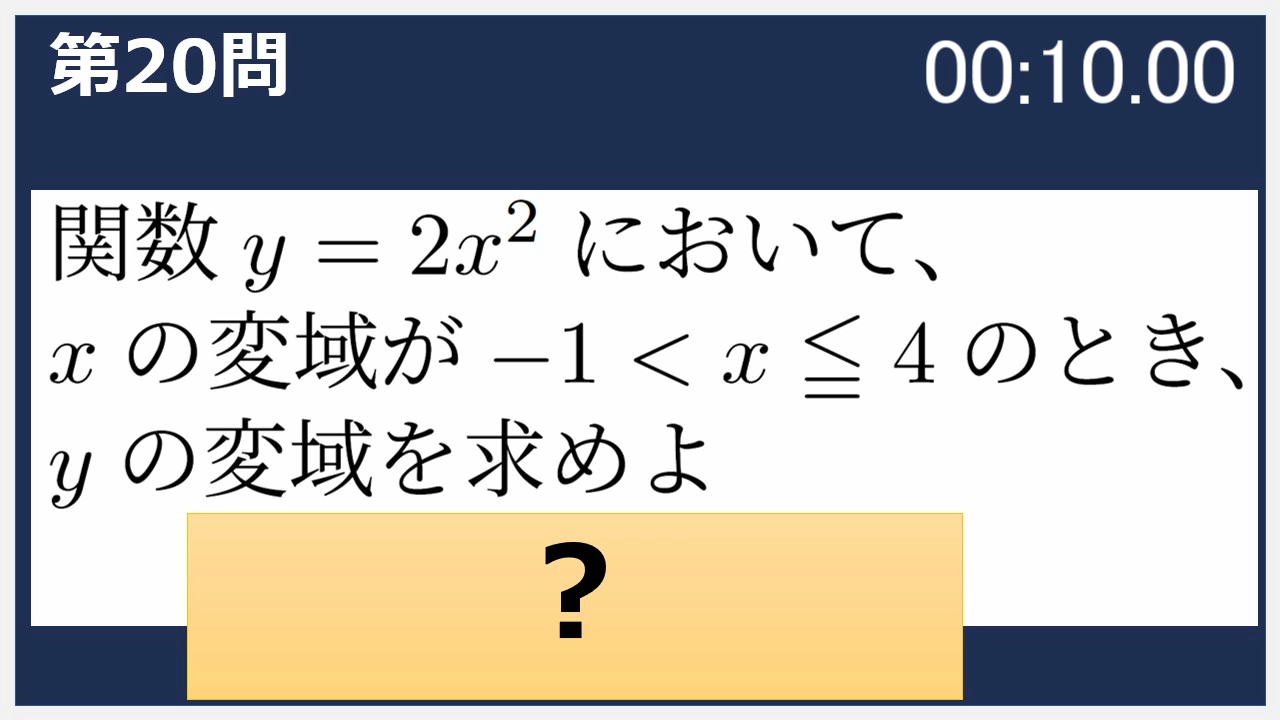 第20問
00:10.00
関数 y = 2x² において、
x の変域が −1 < x ≦ 4 のとき、
y の変域を求めよ
?